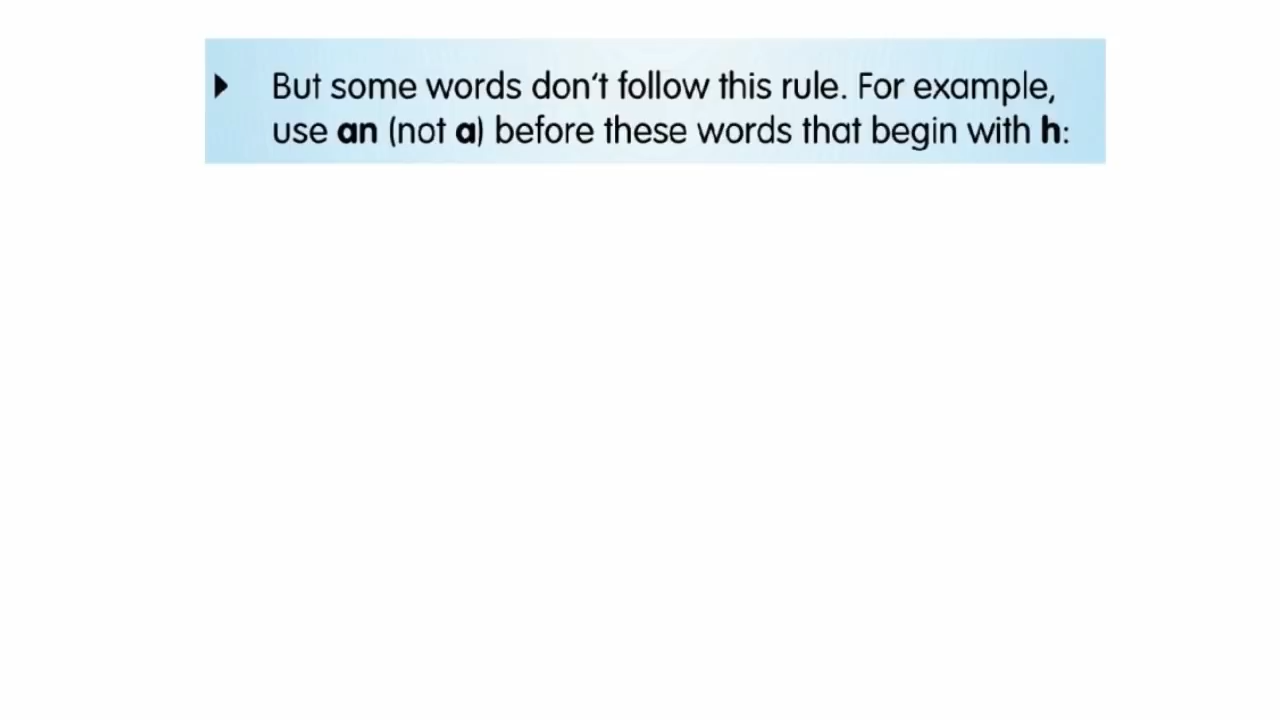 But some words don't follow this rule. For example,
use an (not a) before these words that begin with h: